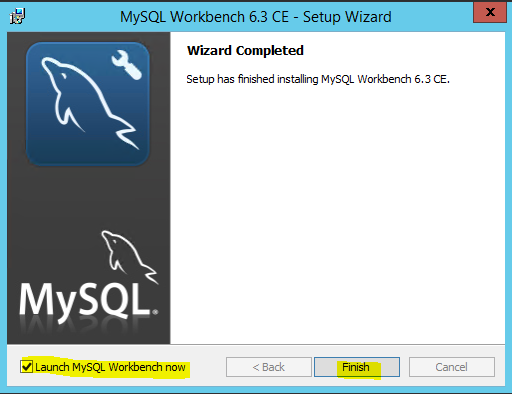 MySQL Workbench 6.3 CE - Setup Wizard
X
Wizard Completed
Setup has finished installing MySQL Workbench 6.3 CE.
MySQL.
Launch MySQL Workbench now
< Back
Finish
Cancel